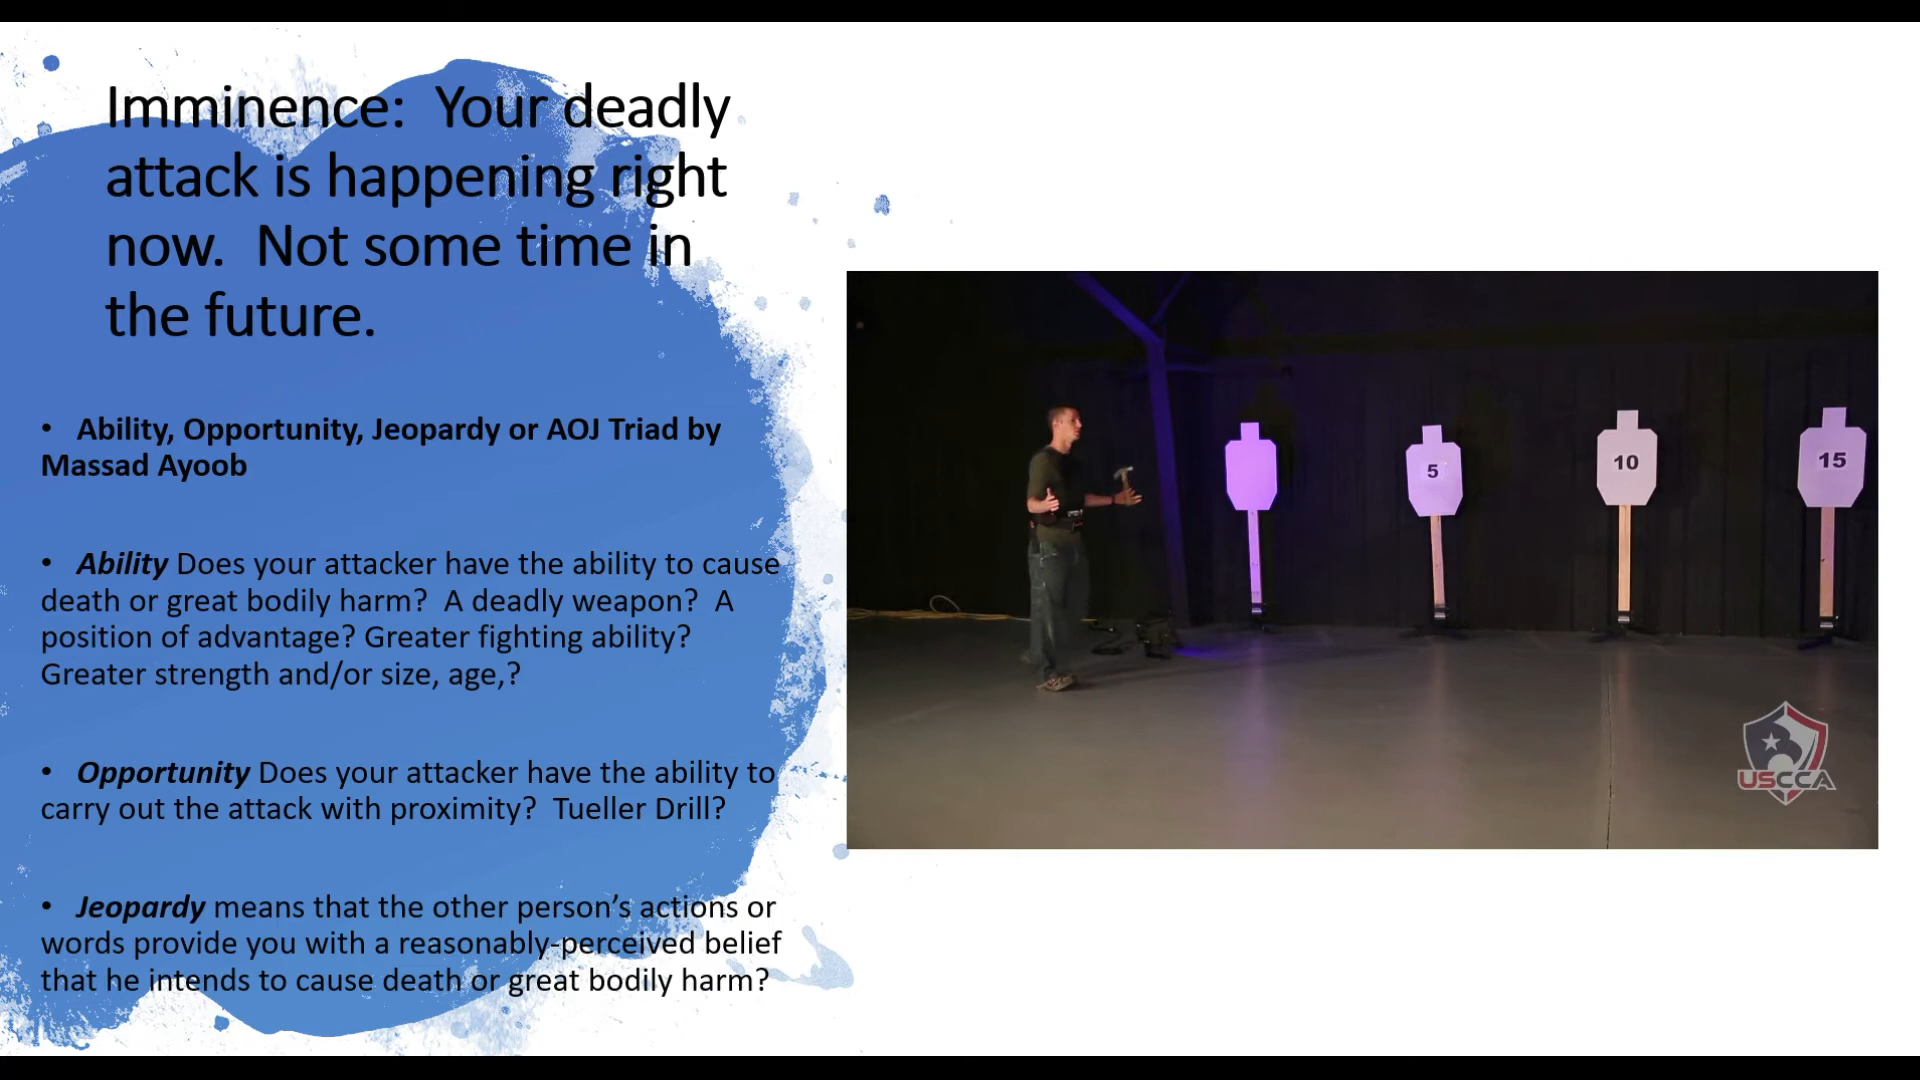 Imminence: Your deadly
attack is happening right
now. Not some time in
the future.
• Ability, Opportunity, Jeopardy or AOJ Triad by
Massad Ayoob
• Ability Does your attacker have the ability to cause
death or great bodily harm? A deadly weapon? A
position of advantage? Greater fighting ability?
Greater strength and/or size, age,?
• Opportunity Does your attacker have the ability to
carry out the attack with proximity? Tueller Drill?
• Jeopardy means that the other person’s actions or
words provide you with a reasonably-perceived belief
that he intends to cause death or great bodily harm?
5
10
15
USCCA